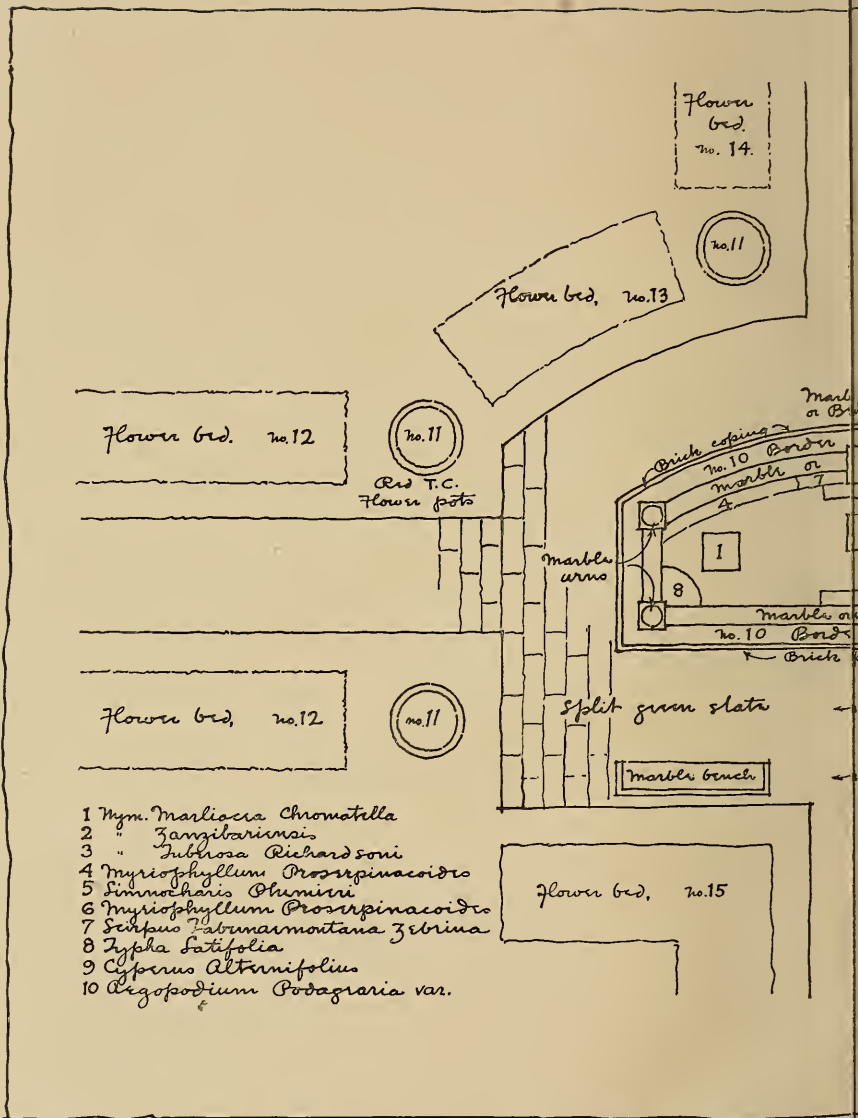 Flower
bed.
no. 14.
no. 11
Flower bed, no. 13
Flower bed. no. 12
no. 11
Red T.C.
Flower pots
Marbl
or Br
Brick coping
no. 10 Border
Marble or
7
4
1
Marble
urns
8
Marble or
no. 10 Borde
Brick
Flower bed, no. 12
no. 11
Split green slate
Marble bench
1 Nym. Marliacea Chromatella
2 " Zanzibariensis
3 " Tuberosa Richardsoni
4 Myriophyllum Proserpinacoides
5 Limnocharis Plumieri
6 Myriophyllum Proserpinacoides
7 Scirpus Tabernaemontana Zebrina
8 Typha Latifolia
9 Cyperus Alternifolius
10 Aegopodium Podagraria var.
Flower bed, no. 15